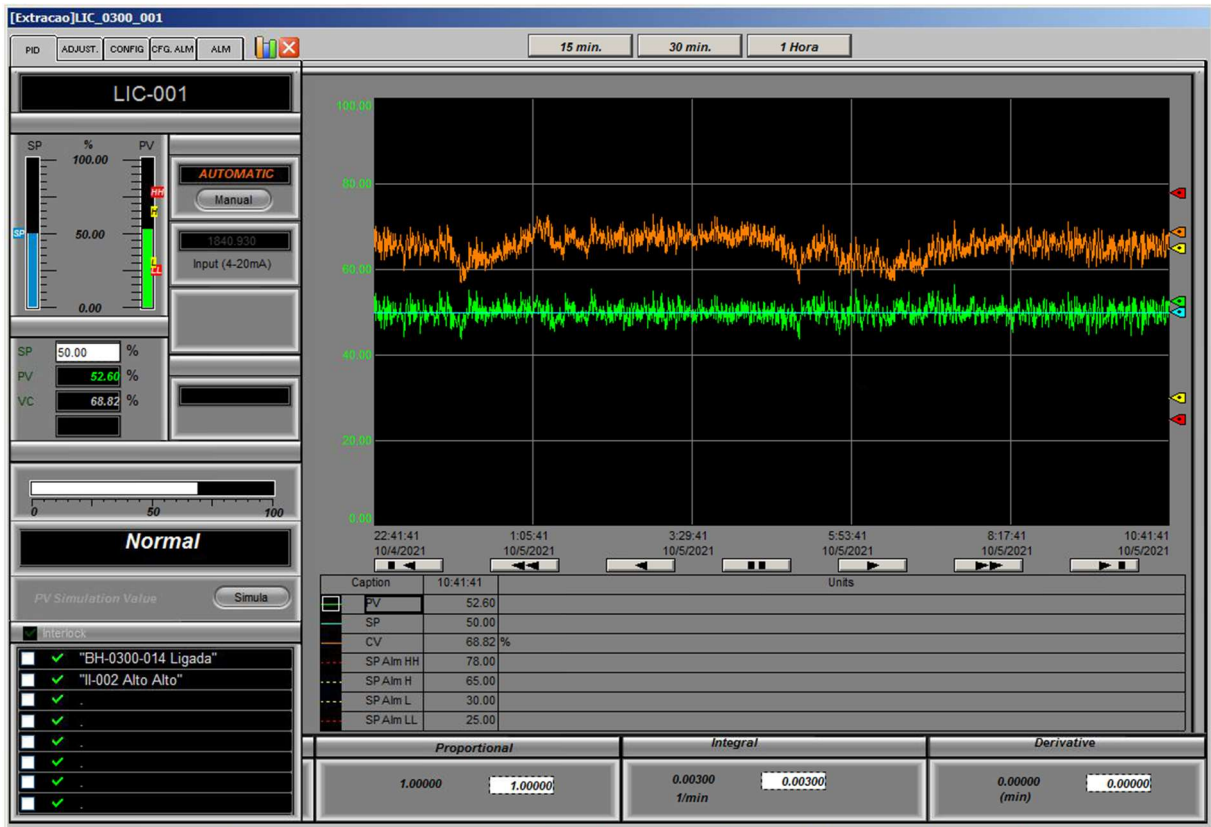 [Extracao]LIC_0300_001
PID ADJUST. CONFIG CFG. ALM ALM
15 min. 30 min. 1 Hora
LIC-001
SP % PV
100.00
HH
H
SP 50.00
L
LL
0.00
AUTOMATIC
Manual
1840.930
Input (4-20mA)
SP 50.00 %
PV 52.60 %
VC 68.82 %
0 50 100
Normal
PV Simulation Value Simula
Interlock
"BH-0300-014 Ligada"
"II-002 Alto Alto"
.
.
.
.
.
.
100.00
80.00
60.00
40.00
20.00
0.00
22:41:41 1:05:41 3:29:41 5:53:41 8:17:41 10:41:41
10/4/2021 10/5/2021 10/5/2021 10/5/2021 10/5/2021 10/5/2021
Caption 10:41:41 Units
PV 52.60
SP 50.00
CV 68.82 %
SP Alm HH 78.00
SP Alm H 65.00
SP Alm L 30.00
SP Alm LL 25.00
Proportional Integral Derivative
1.00000 1.00000 0.00300 0.00300 0.00000 0.00000
1/min (min)